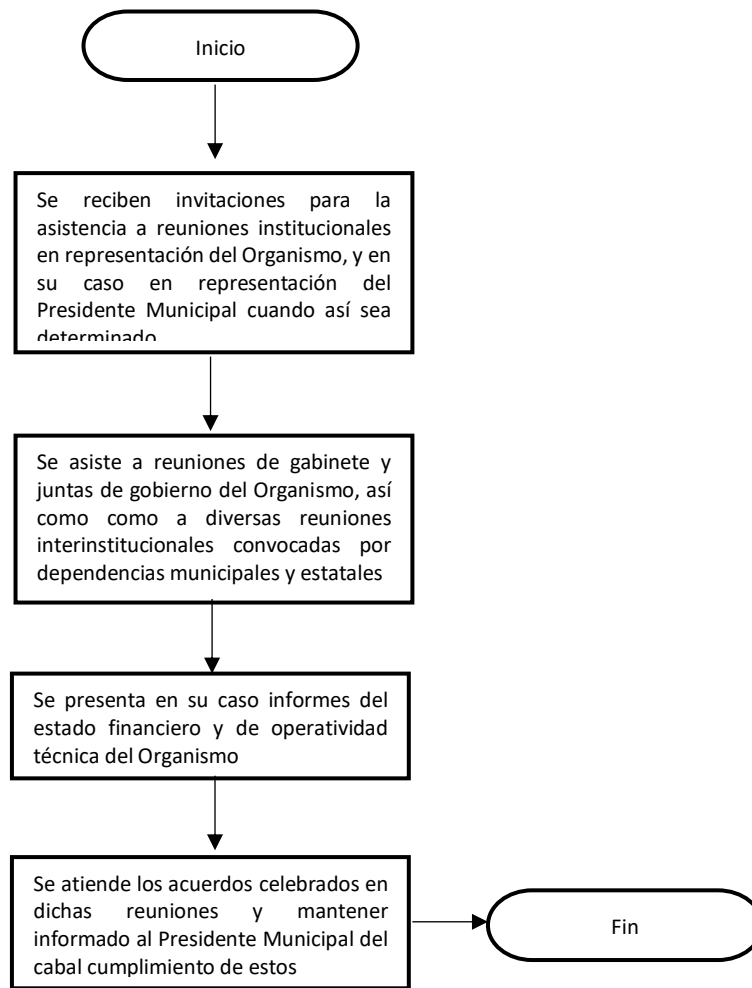 Inicio
Se reciben invitaciones para la
asistencia a reuniones institucionales
en representación del Organismo, y en
su caso en representación del
Presidente Municipal cuando así sea
determinado
Se asiste a reuniones de gabinete y
juntas de gobierno del Organismo, así
como como a diversas reuniones
interinstitucionales convocadas por
dependencias municipales y estatales
Se presenta en su caso informes del
estado financiero y de operatividad
técnica del Organismo
Se atiende los acuerdos celebrados en
dichas reuniones y mantener
informado al Presidente Municipal del
cabal cumplimiento de estos
Fin